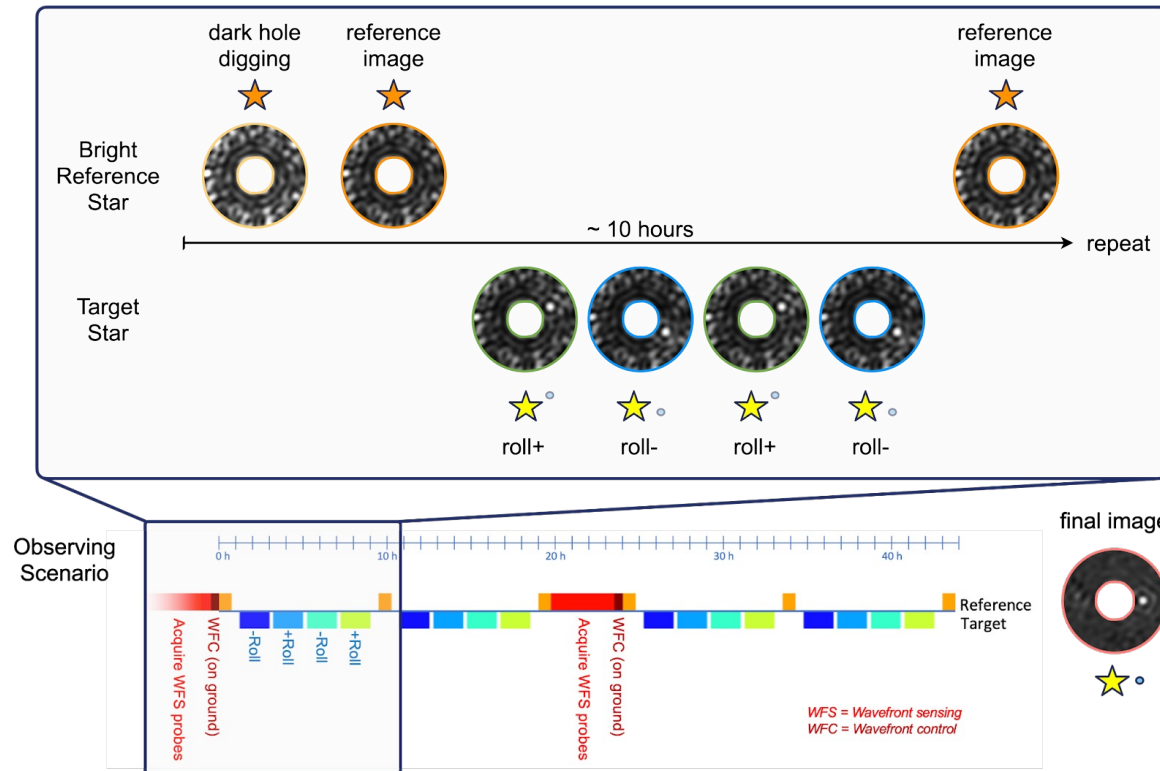 dark hole
digging
reference
image
reference
image
Bright
Reference
Star
~ 10 hours
repeat
Target
Star
roll+
roll-
roll+
roll-
final image
Observing
Scenario
0 h
10 h
20 h
30 h
40 h
Reference
Target
Acquire WFS probes
WFC (on ground)
-Roll
+Roll
-Roll
+Roll
Acquire WFS probes
WFC (on ground)
WFS = Wavefront sensing
WFC = Wavefront control